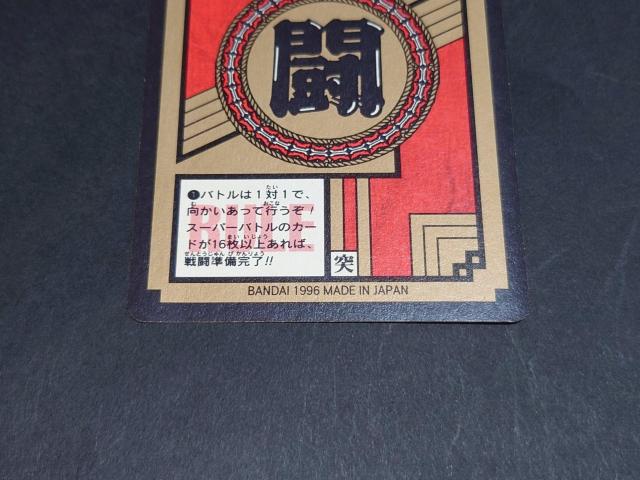 闘
RULE
❶バトルは1対1で、
向かいあって行うぞ!
スーパーバトルのカー
ドが16枚以上あれば、
戦闘準備完了!!
突
BANDAI 1996 MADE IN JAPAN